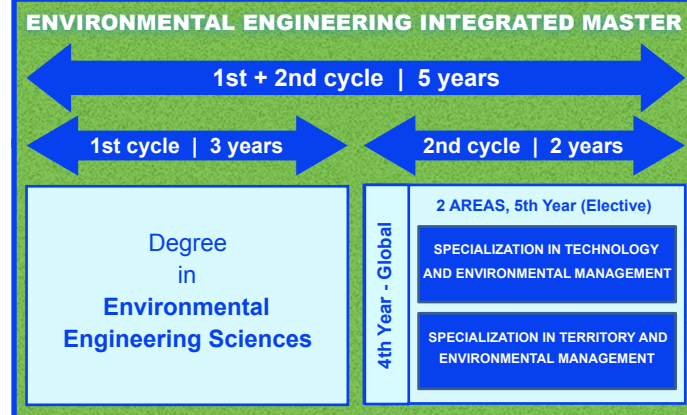 ENVIRONMENTAL ENGINEERING INTEGRATED MASTER
1st + 2nd cycle | 5 years
1st cycle | 3 years
2nd cycle | 2 years
Degree
in
Environmental
Engineering Sciences
4th Year - Global
2 AREAS, 5th Year (Elective)
SPECIALIZATION IN TECHNOLOGY
AND ENVIRONMENTAL MANAGEMENT
SPECIALIZATION IN TERRITORY AND
ENVIRONMENTAL MANAGEMENT